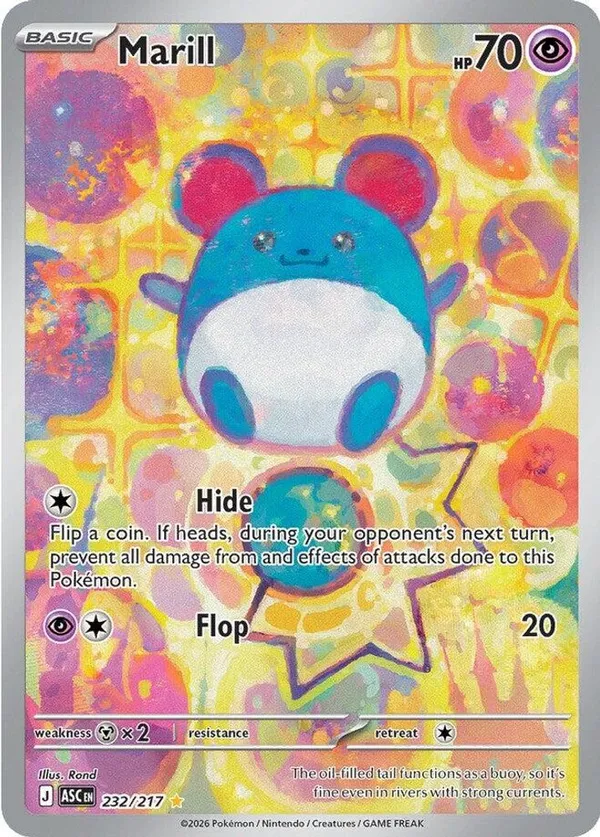 BASIC
Marill
HP 70
Hide
Flip a coin. If heads, during your opponent's next turn,
prevent all damage from and effects of attacks done to this
Pokémon.
Flop 20
weakness ×2 resistance retreat
Illus. Rond
The oil-filled tail functions as a buoy, so it's
fine even in rivers with strong currents.
J ASC EN 232/217
©2026 Pokémon / Nintendo / Creatures / GAME FREAK